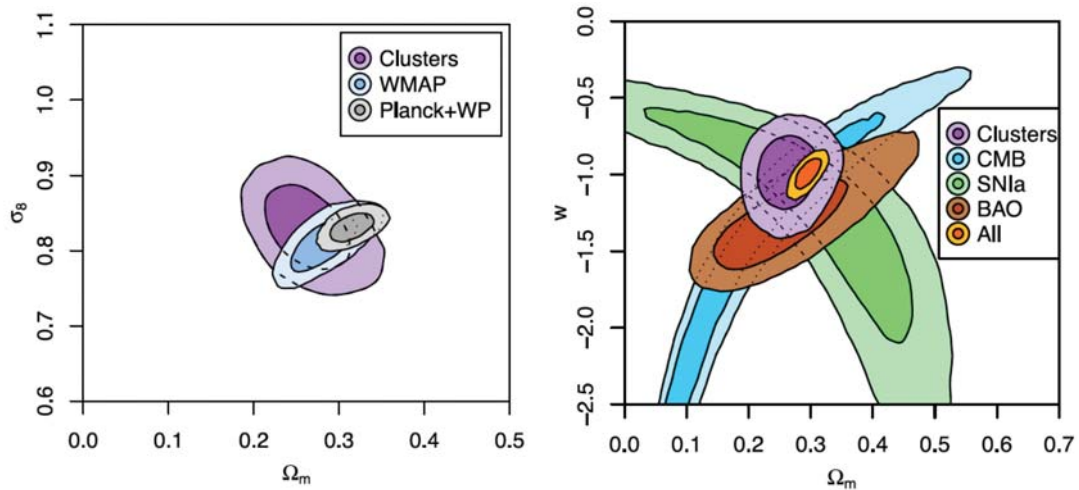 1.1
1.0
0.9
0.8
0.7
0.6
σ8
0.0 0.1 0.2 0.3 0.4 0.5
Ωm
Clusters
WMAP
Planck+WP
0.0
−0.5
−1.0
−1.5
−2.0
−2.5
w
0.0 0.1 0.2 0.3 0.4 0.5 0.6 0.7
Ωm
Clusters
CMB
SNIa
BAO
All